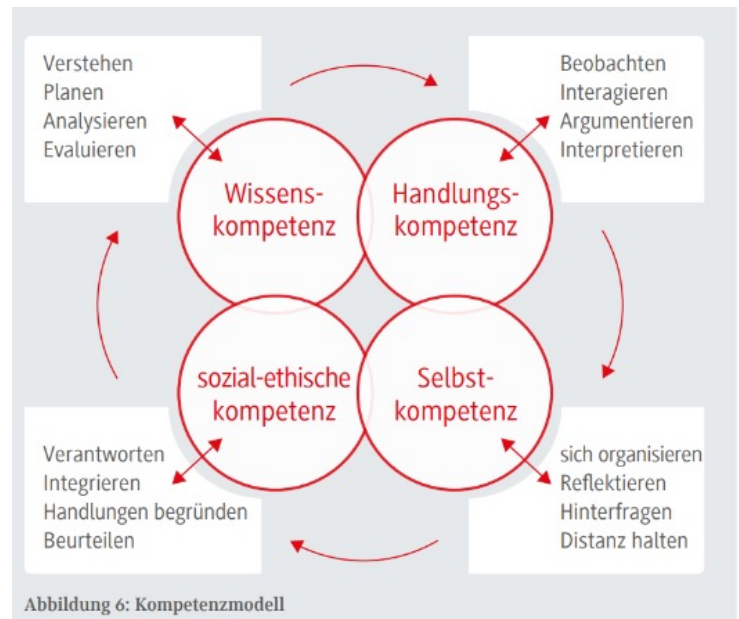 Verstehen
Planen
Analysieren
Evaluieren
Beobachten
Interagieren
Argumentieren
Interpretieren
Wissens-
kompetenz
Handlungs-
kompetenz
sozial-ethische
kompetenz
Selbst-
kompetenz
Verantworten
Integrieren
Handlungen begründen
Beurteilen
sich organisieren
Reflektieren
Hinterfragen
Distanz halten
Abbildung 6: Kompetenzmodell